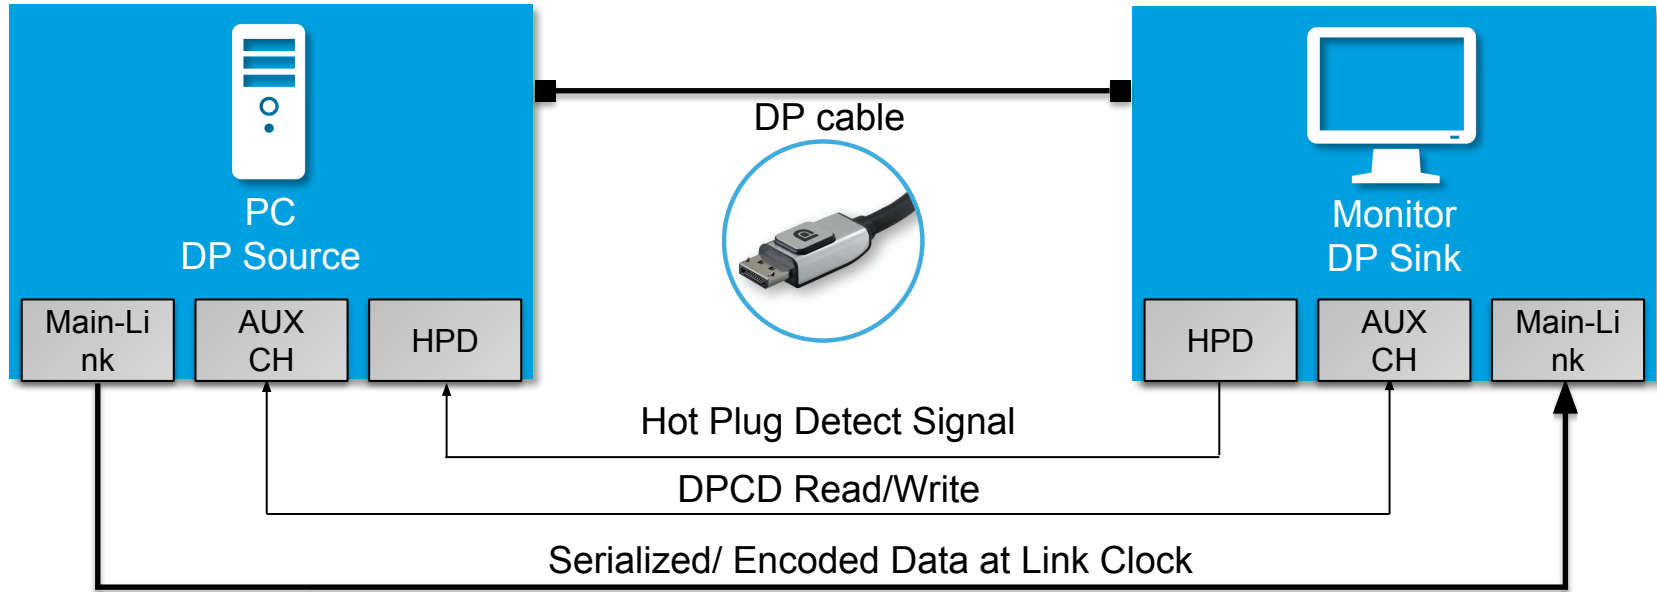 DP cable
PC
DP Source
Monitor
DP Sink
Main-Li
nk
AUX
CH
HPD
HPD
AUX
CH
Main-Li
nk
Hot Plug Detect Signal
DPCD Read/Write
Serialized/ Encoded Data at Link Clock